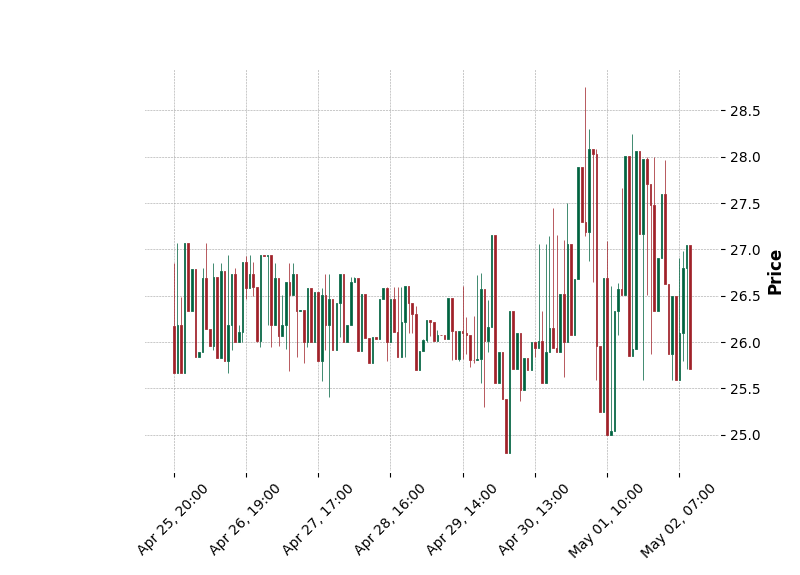 28.5
28.0
27.5
27.0
26.5
26.0
25.5
25.0
Price
Apr 25, 20:00
Apr 26, 19:00
Apr 27, 17:00
Apr 28, 16:00
Apr 29, 14:00
Apr 30, 13:00
May 01, 10:00
May 02, 07:00